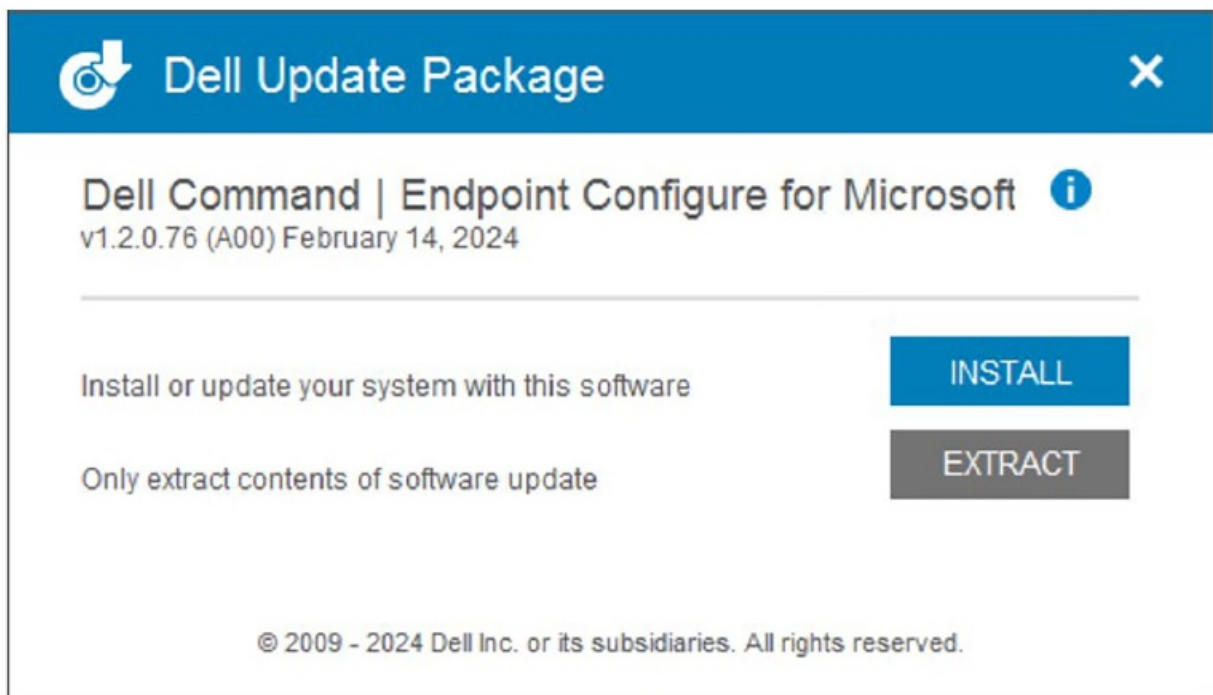 Dell Update Package
Dell Command | Endpoint Configure for Microsoft
v1.2.0.76 (A00) February 14, 2024
Install or update your system with this software
INSTALL
Only extract contents of software update
EXTRACT
© 2009 - 2024 Dell Inc. or its subsidiaries. All rights reserved.